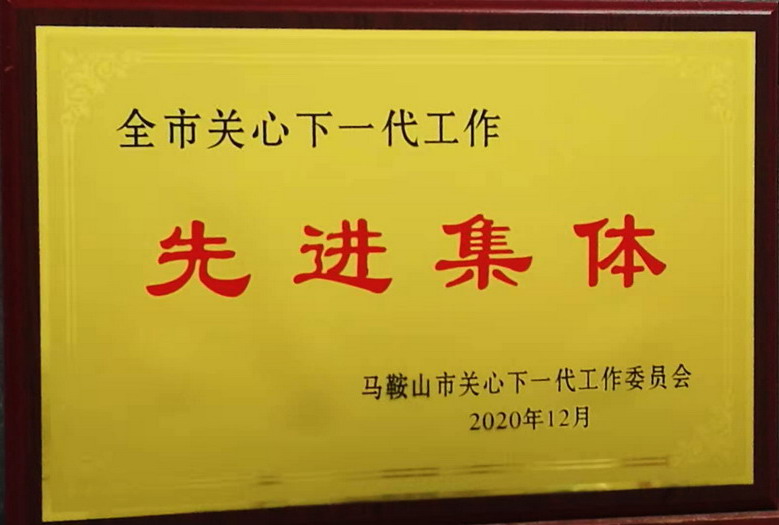 全市关心下一代工作
先进集体
马鞍山市关心下一代工作委员会
2020年12月